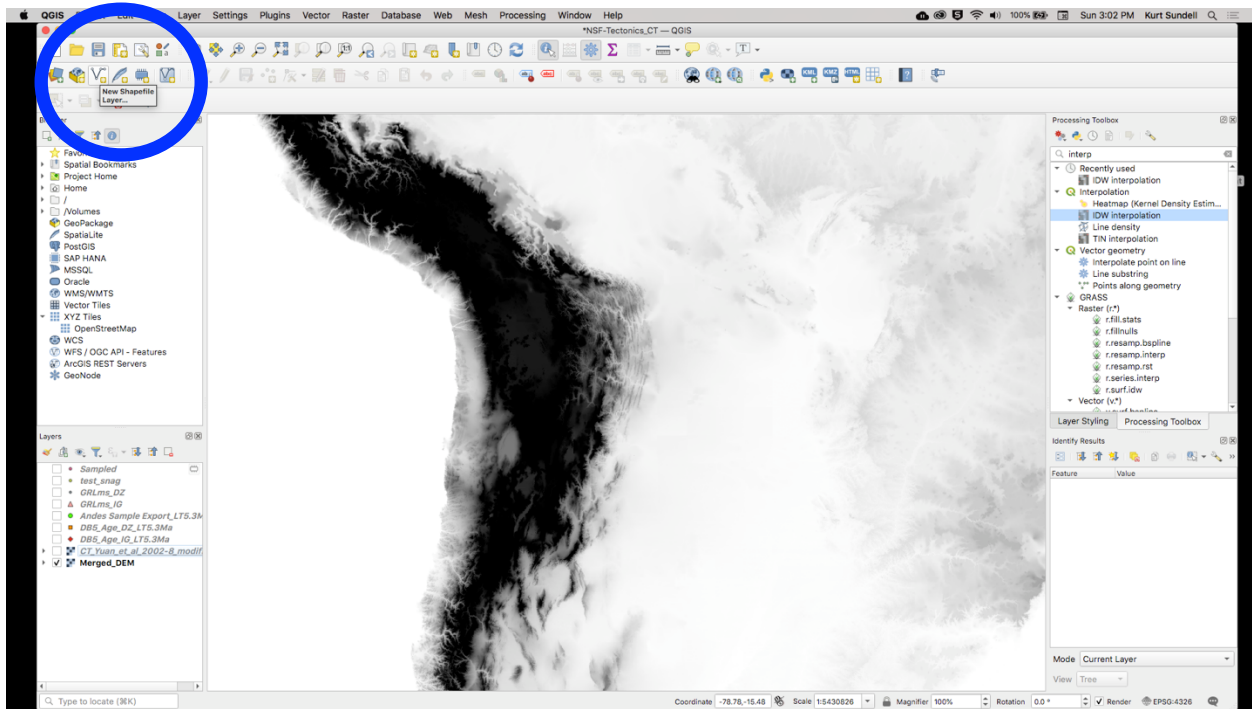 QGIS Edit Layer Settings Plugins Vector Raster Database Web Mesh Processing Window Help 100% Sun 3:02 PM Kurt Sundell
*NSF-Tectonics_CT — QGIS
New Shapefile
Layer...
Spatial Bookmarks
Project Home
Home
/
/Volumes
GeoPackage
SpatiaLite
PostGIS
SAP HANA
MSSQL
Oracle
WMS/WMTS
Vector Tiles
XYZ Tiles
OpenStreetMap
WCS
WFS / OGC API - Features
ArcGIS REST Servers
GeoNode
Layers
Sampled
test_snag
GRLms_DZ
GRLms_IG
Andes Sample Export_LT5.3M
DB5_Age_DZ_LT5.3Ma
DB5_Age_IG_LT5.3Ma
CT_Yuan_et_al_2002-8_modif
Merged_DEM
Processing Toolbox
interp
Recently used
IDW interpolation
Interpolation
Heatmap (Kernel Density Estim...
IDW interpolation
Line density
TIN interpolation
Vector geometry
Interpolate point on line
Line substring
Points along geometry
GRASS
Raster (r.*)
r.fill.stats
r.fillnulls
r.resamp.bspline
r.resamp.interp
r.resamp.rst
r.series.interp
r.surf.idw
Vector (v.*)
Layer Styling Processing Toolbox
Identify Results
Feature Value
Mode Current Layer
View Tree
Type to locate (⌘K) Coordinate -78.78,-15.48 Scale 1:5430826 Magnifier 100% Rotation 0.0 ° Render EPSG:4326